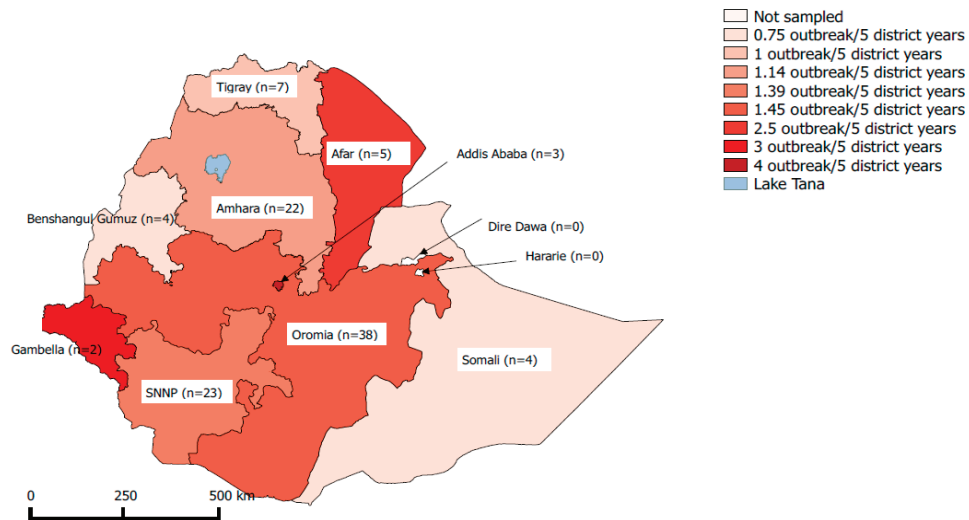 Not sampled
0.75 outbreak/5 district years
1 outbreak/5 district years
1.14 outbreak/5 district years
1.39 outbreak/5 district years
1.45 outbreak/5 district years
2.5 outbreak/5 district years
3 outbreak/5 district years
4 outbreak/5 district years
Lake Tana
Tigray (n=7)
Afar (n=5)
Addis Ababa (n=3)
Amhara (n=22)
Benshangul Gumuz (n=4)
Dire Dawa (n=0)
Hararie (n=0)
Oromia (n=38)
Gambella (n=2)
Somali (n=4)
SNNP (n=23)
0 250 500 km